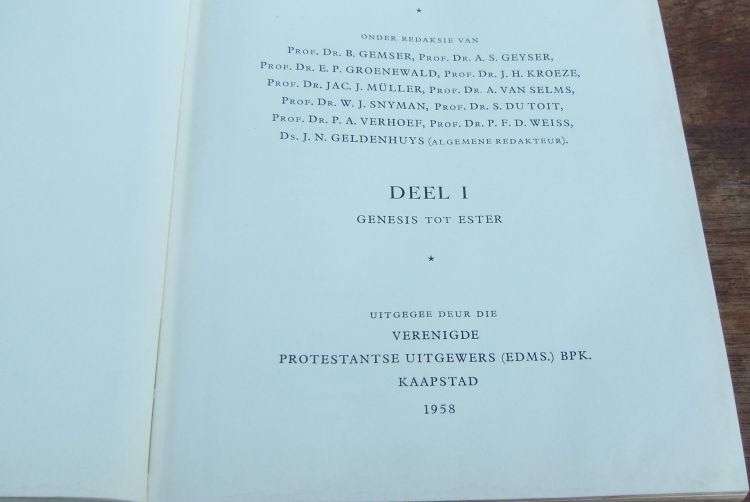 *
ONDER REDAKSIE VAN
PROF. DR. B. GEMSER, PROF. DR. A. S. GEYSER,
PROF. DR. E. P. GROENEWALD, PROF. DR. J. H. KROEZE,
PROF. DR. JAC. J. MÜLLER, PROF. DR. A. VAN SELMS,
PROF. DR. W. J. SNYMAN, PROF. DR. S. DU TOIT,
PROF. DR. P. A. VERHOEF, PROF. DR. P. F. D. WEISS,
DS. J. N. GELDENHUYS (ALGEMENE REDAKTEUR).
DEEL I
GENESIS TOT ESTER
*
UITGEGEE DEUR DIE
VERENIGDE
PROTESTANTSE UITGEWERS (EDMS.) BPK.
KAAPSTAD
1958